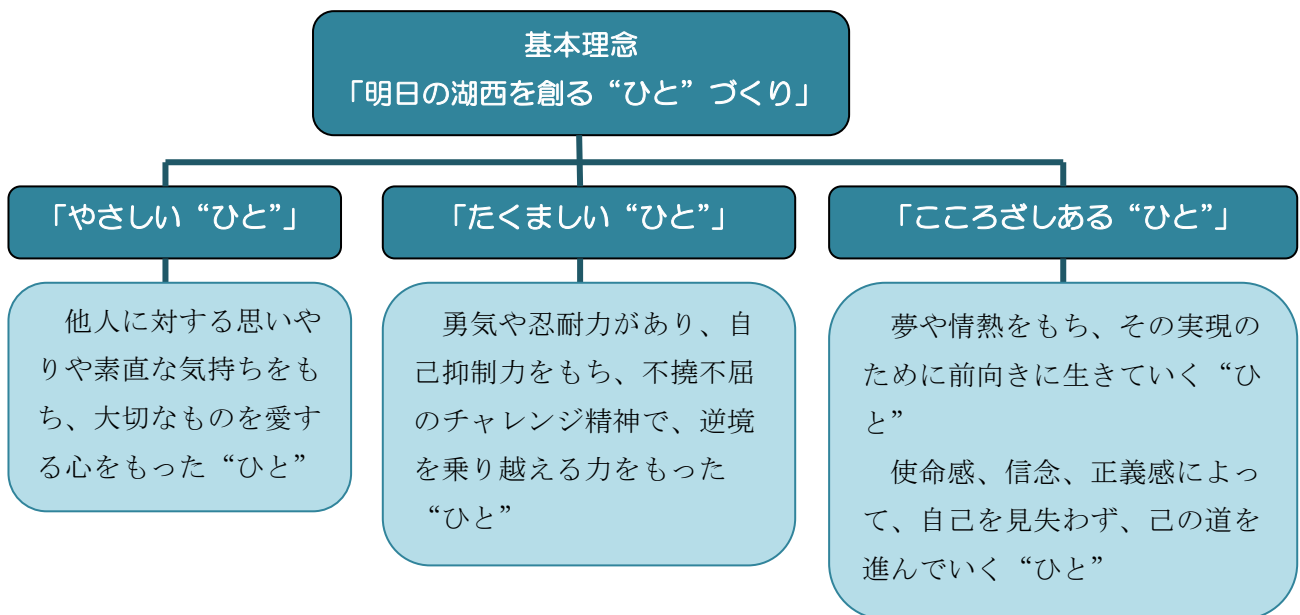 基本理念
「明日の湖西を創る“ひと”づくり」
「やさしい“ひと”」
他人に対する思いや
りや素直な気持ちをも
ち、大切なものを愛す
る心をもった“ひと”
「たくましい“ひと”」
勇気や忍耐力があり、自
己抑制力をもち、不撓不屈
のチャレンジ精神で、逆境
を乗り越える力をもった
“ひと”
「こころざしある“ひと”」
夢や情熱をもち、その実現の
ために前向きに生きていく“ひ
と”
使命感、信念、正義感によっ
て、自己を見失わず、己の道を
進んでいく“ひと”